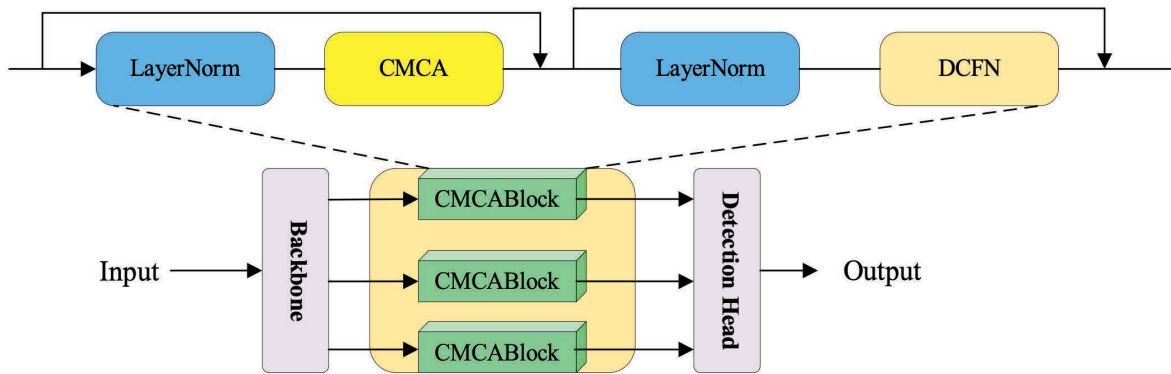 LayerNorm
CMCA
LayerNorm
DCFN
CMCABlock
CMCABlock
CMCABlock
Input
Backbone
Detection Head
Output